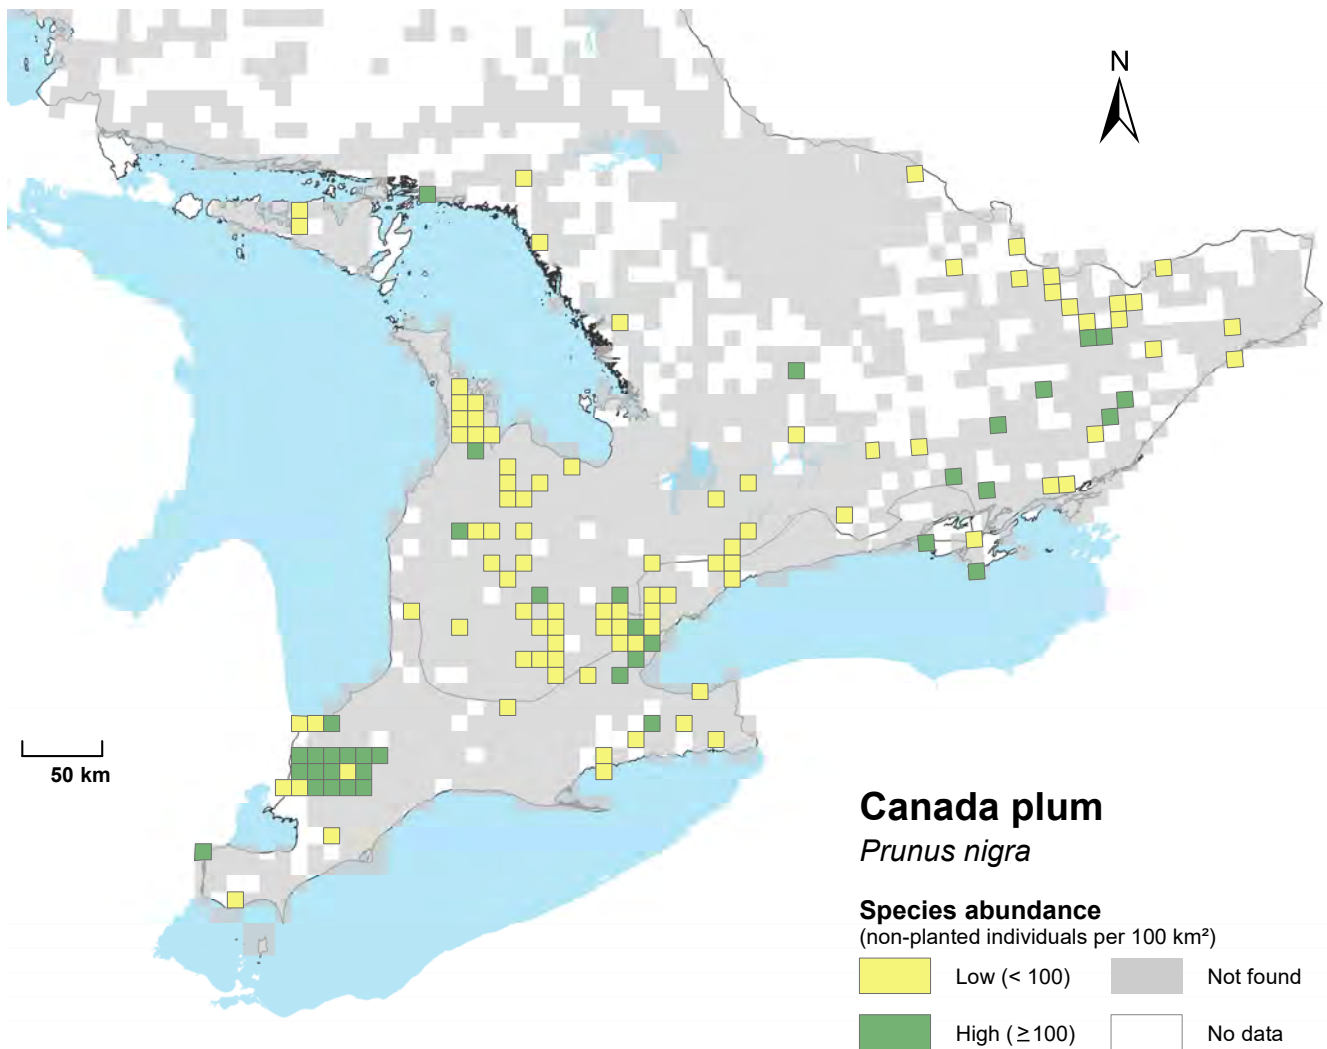 N
50 km
Canada plum
Prunus nigra
Species abundance
(non-planted individuals per 100 km²)
Low (< 100)
Not found
High (≥100)
No data